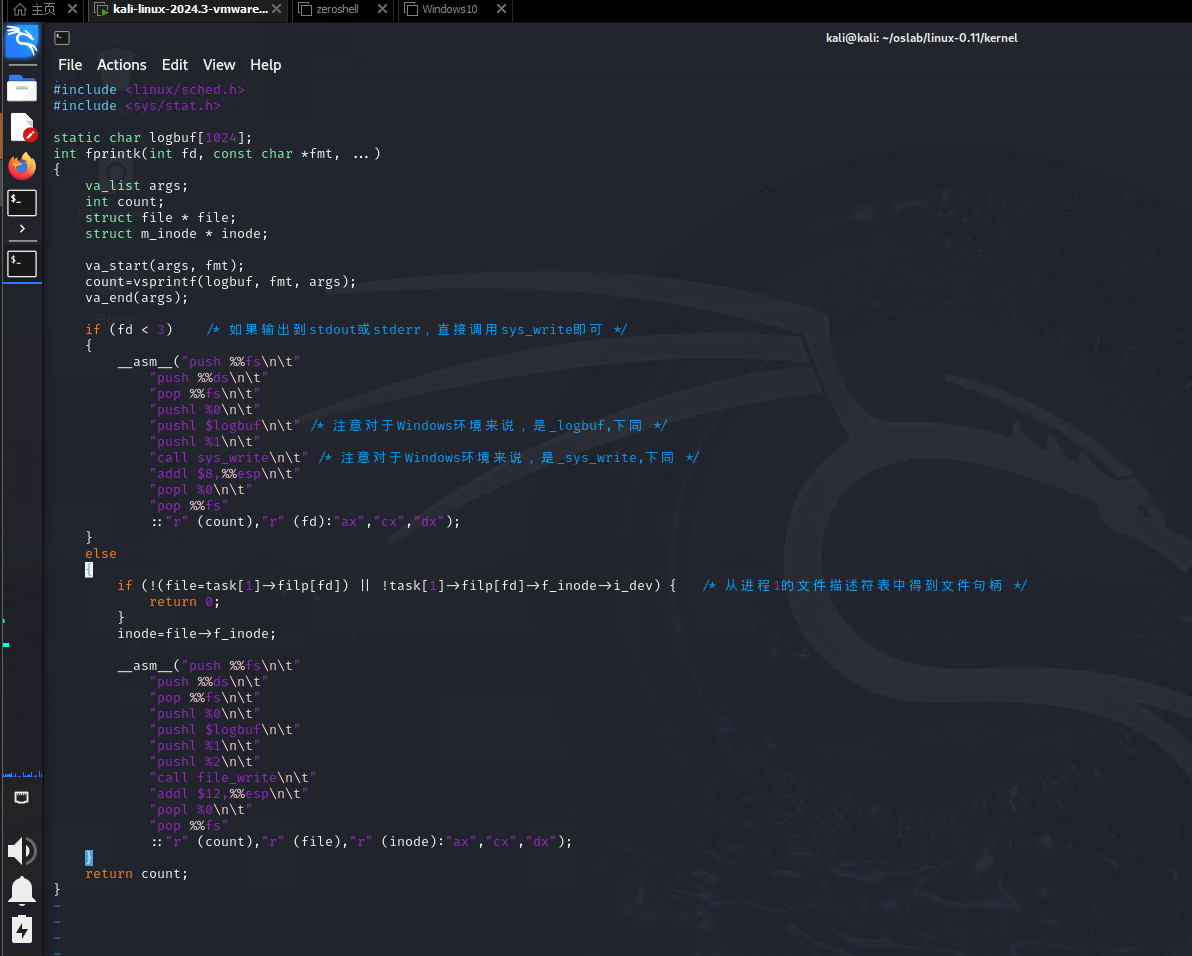 主页
kali-linux-2024.3-vmware...
zeroshell
Windows10
kali@kali: ~/oslab/linux-0.11/kernel
File Actions Edit View Help
#include <linux/sched.h>
#include <sys/stat.h>
static char logbuf[1024];
int fprintk(int fd, const char *fmt, ...)
{
    va_list args;
    int count;
    struct file * file;
    struct m_inode * inode;
    va_start(args, fmt);
    count=vsprintf(logbuf, fmt, args);
    va_end(args);
    if (fd < 3)    /* 如果输出到stdout或stderr，直接调用sys_write即可 */
    {
        __asm__("push %%fs\n\t"
            "push %%ds\n\t"
            "pop %%fs\n\t"
            "pushl %0\n\t"
            "pushl $logbuf\n\t" /* 注意对于Windows环境来说，是_logbuf,下同 */
            "pushl %1\n\t"
            "call sys_write\n\t" /* 注意对于Windows环境来说，是_sys_write,下同 */
            "addl $8,%%esp\n\t"
            "popl %0\n\t"
            "pop %%fs"
            ::"r" (count),"r" (fd):"ax","cx","dx");
    }
    else
    {
        if (!(file=task[1]->filp[fd]) || !task[1]->filp[fd]->f_inode->i_dev) {    /* 从进程1的文件描述符表中得到文件句柄 */
            return 0;
        }
        inode=file->f_inode;
        __asm__("push %%fs\n\t"
            "push %%ds\n\t"
            "pop %%fs\n\t"
            "pushl %0\n\t"
            "pushl $logbuf\n\t"
            "pushl %1\n\t"
            "pushl %2\n\t"
            "call file_write\n\t"
            "addl $12,%%esp\n\t"
            "popl %0\n\t"
            "pop %%fs"
            ::"r" (count),"r" (file),"r" (inode):"ax","cx","dx");
    }
    return count;
}
~
~
~
~